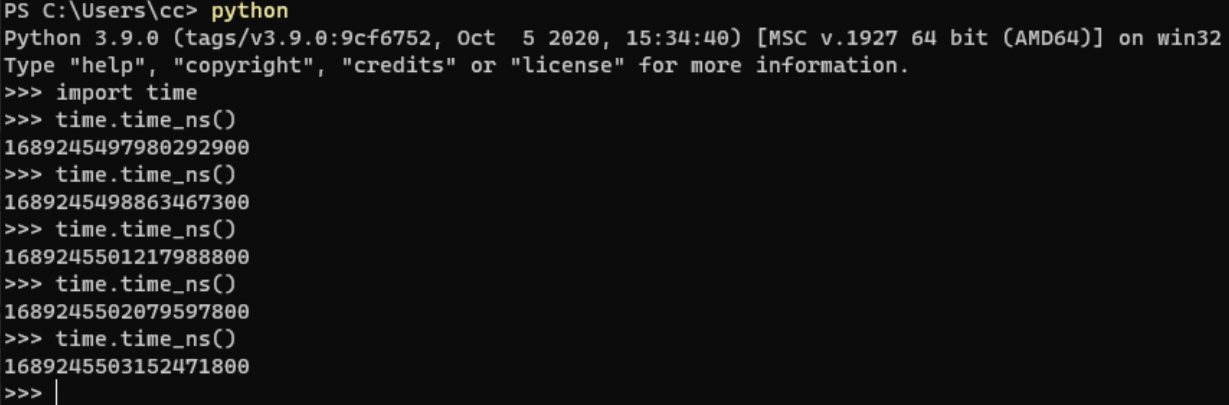 PS C:\Users\cc> python
Python 3.9.0 (tags/v3.9.0:9cf6752, Oct  5 2020, 15:34:40) [MSC v.1927 64 bit (AMD64)] on win32
Type "help", "copyright", "credits" or "license" for more information.
>>> import time
>>> time.time_ns()
1689245497980292900
>>> time.time_ns()
1689245498863467300
>>> time.time_ns()
1689245501217988800
>>> time.time_ns()
1689245502079597800
>>> time.time_ns()
1689245503152471800
>>>